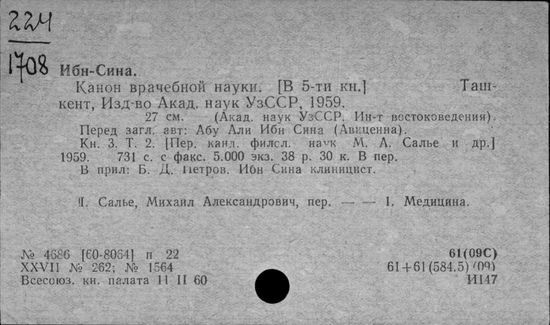 224
1708
Ибн-Сина.
Канон врачебной науки. [В 5-ти кн.] Таш-
кент, Изд-во Акад. наук УзССР, 1959.
27 см. (Акад. наук УзССР. Ин-т востоковедения).
Перед загл. авт: Абу Али Ибн Сина (Авиценна).
Кн. 3. Т. 2. [Пер. канд. филол. наук М. А. Салье и др.]
1959. 731 с. с факс. 5.000 экз. 38 р. 30 к. В пер.
В прил: Б. Д. Петров. Ибн Сина клиницист.
II. Салье, Михаил Александрович, пер. — — I. Медицина.
№ 4686 [60-8064] п 22 61(09С)
XXVII № 262; № 1564 61+61(584.5)(09)
Всесоюз. кн. палата 11 II 60 И147